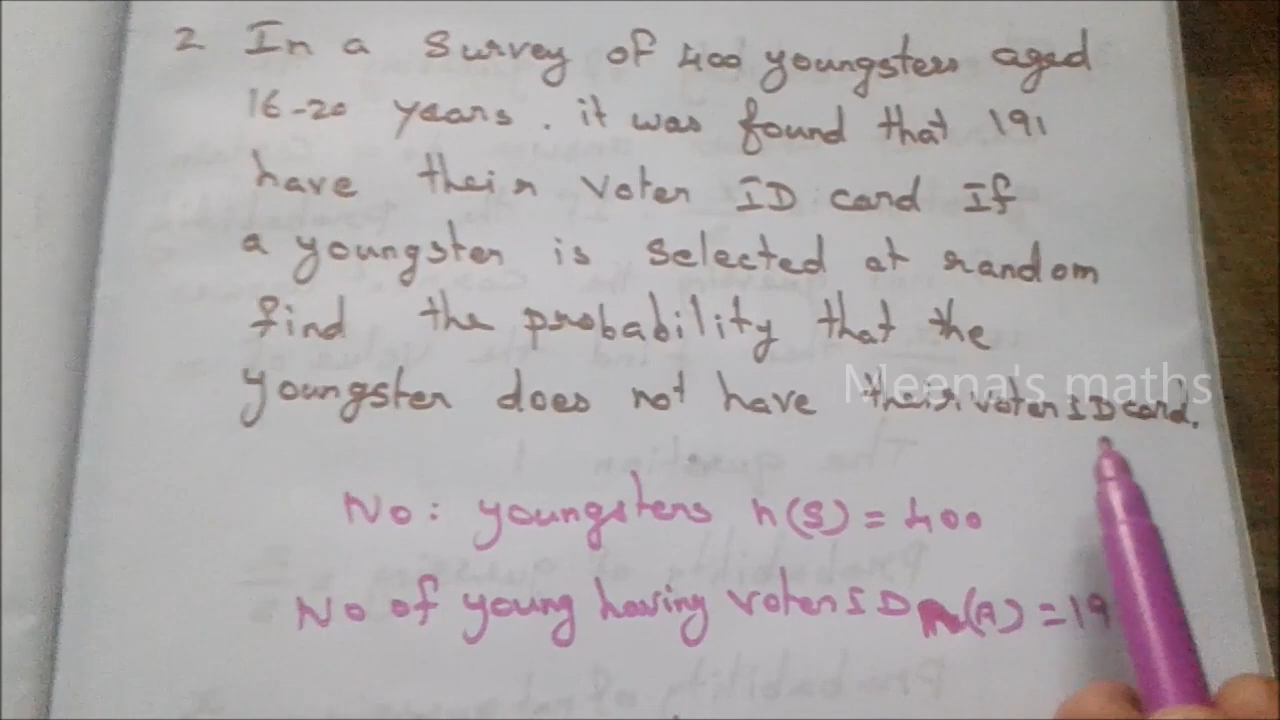 2 In a Survey of 400 youngsters aged
16-20 years. it was found that 191
have their voter ID card If
a youngster is selected at random
find the probability that the
youngster does not have their voter ID card.
Meena's maths
No: youngsters n(S) = 400
No of young having voter ID n(A) = 19